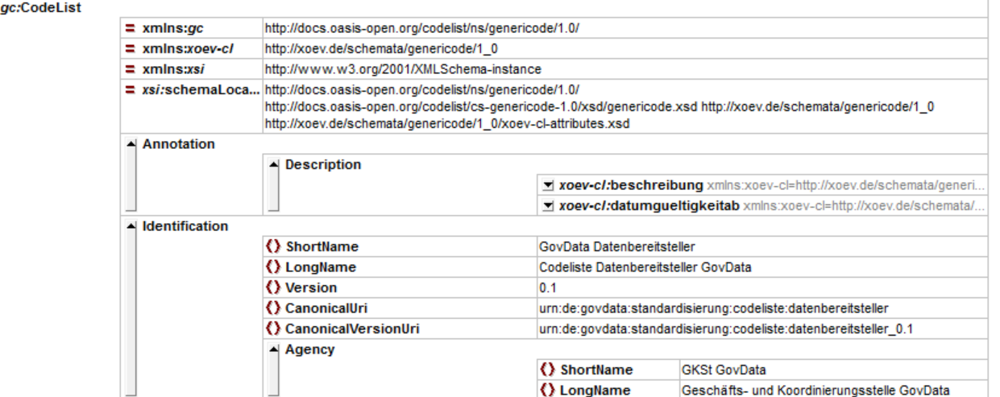 gc:CodeList
= xmlns:gc http://docs.oasis-open.org/codelist/ns/genericode/1.0/
= xmlns:xoev-cl http://xoev.de/schemata/genericode/1_0
= xmlns:xsi http://www.w3.org/2001/XMLSchema-instance
= xsi:schemaLoca... http://docs.oasis-open.org/codelist/ns/genericode/1.0/
http://docs.oasis-open.org/codelist/cs-genericode-1.0/xsd/genericode.xsd http://xoev.de/schemata/genericode/1_0
http://xoev.de/schemata/genericode/1_0/xoev-cl-attributes.xsd
Annotation
Description
xoev-cl:beschreibung xmlns:xoev-cl=http://xoev.de/schemata/generi...
xoev-cl:datumgueltigkeitab xmlns:xoev-cl=http://xoev.de/schemata/...
Identification
ShortName GovData Datenbereitsteller
LongName Codeliste Datenbereitsteller GovData
Version 0.1
CanonicalUri urn:de:govdata:standardisierung:codeliste:datenbereitsteller
CanonicalVersionUri urn:de:govdata:standardisierung:codeliste:datenbereitsteller_0.1
Agency
ShortName GKSt GovData
LongName Geschäfts- und Koordinierungsstelle GovData